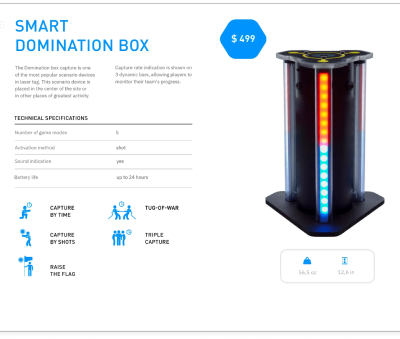 SMART
DOMINATION BOX
$ 499
The Domination box capture is one
of the most popular scenario devices
in laser tag. This scenario device is
placed in the center of the site or
in other places of greatest activity.
Capture rate indication is shown on
3 dynamic bars, allowing players to
monitor their team's progress.
TECHNICAL SPECIFICATIONS
Number of game modes 5
Activation method shot
Sound indication yes
Battery life up to 24 hours
CAPTURE
BY TIME
TUG-OF-WAR
CAPTURE
BY SHOTS
TRIPLE
CAPTURE
RAISE
THE FLAG
56,5 oz
12,6 in